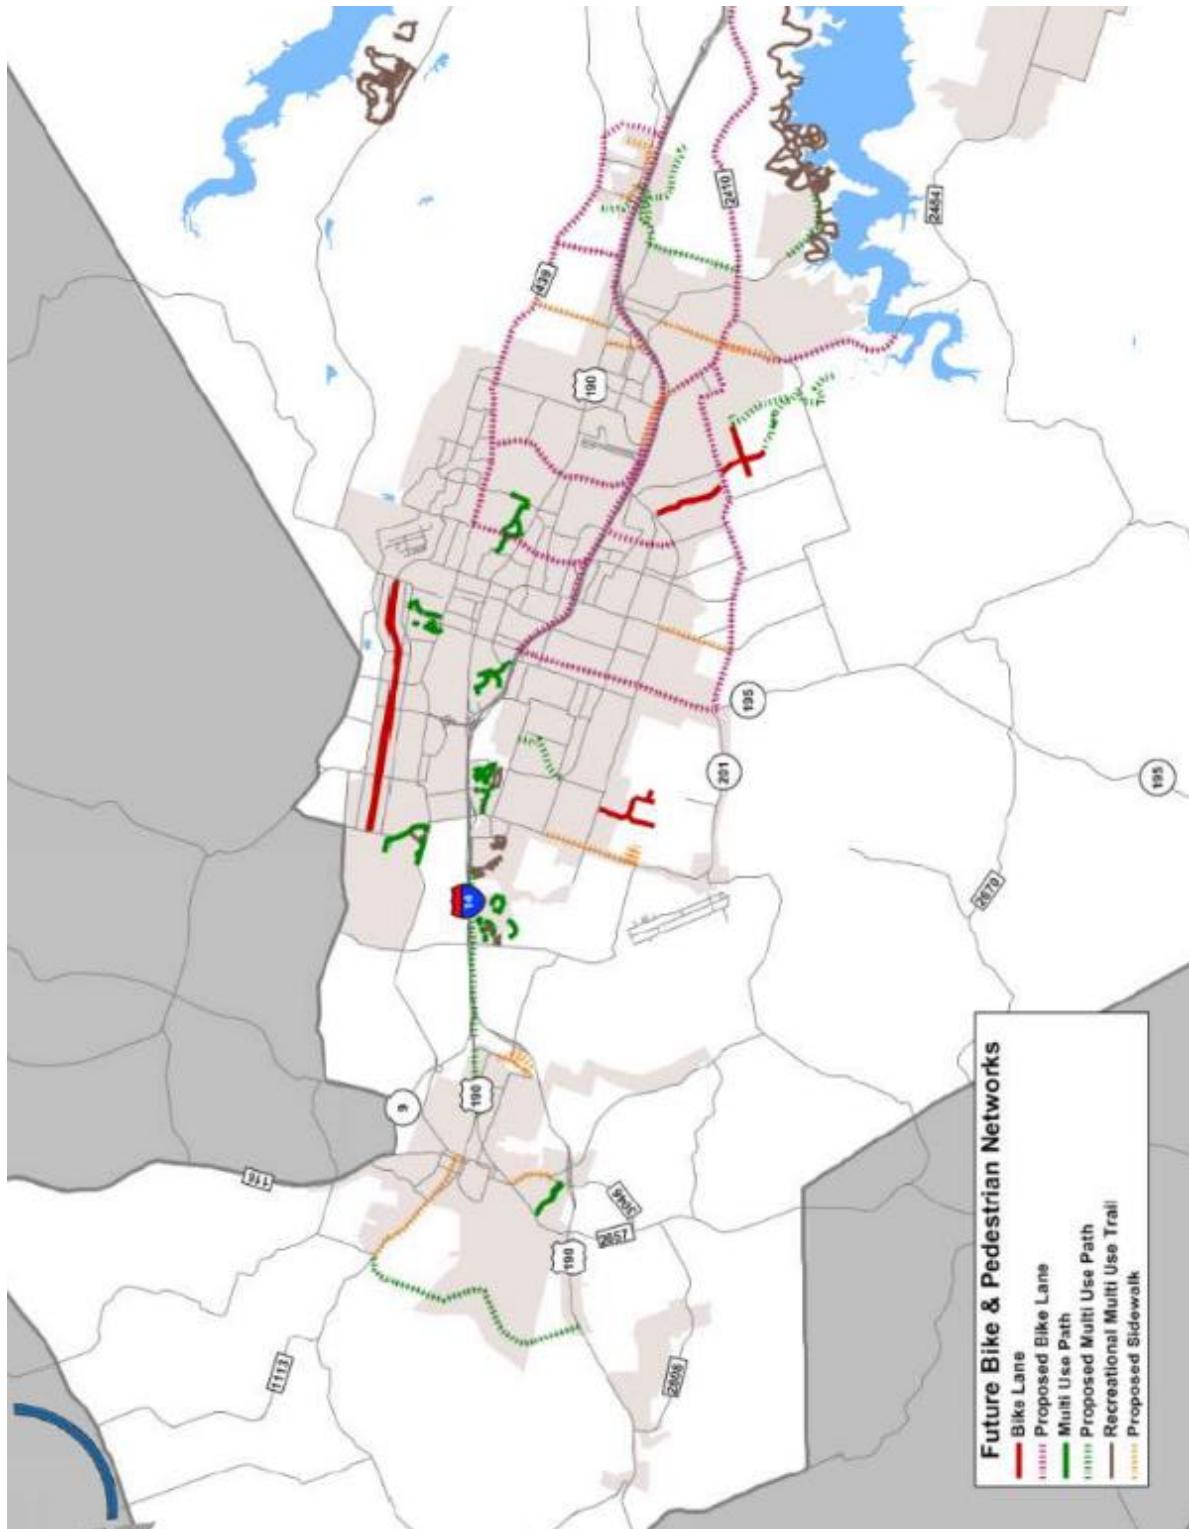 116
1113
9
14
190
439
190
190
2657
3046
2808
201
2410
195
2484
2670
195
Future Bike & Pedestrian Networks
Bike Lane
Proposed Bike Lane
Multi Use Path
Proposed Multi Use Path
Recreational Multi Use Trail
Proposed Sidewalk